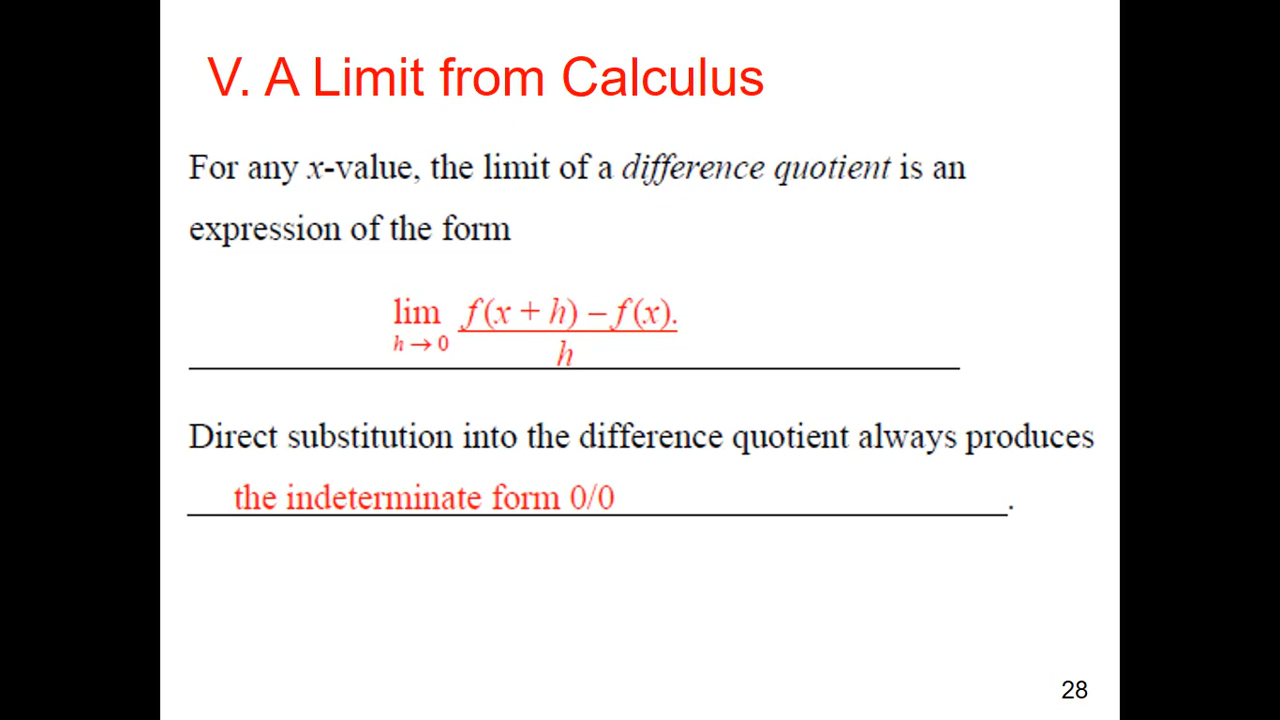 V. A Limit from Calculus
For any x-value, the limit of a difference quotient is an
expression of the form
lim f(x + h) – f(x).
h → 0 h
Direct substitution into the difference quotient always produces
the indeterminate form 0/0 .
28